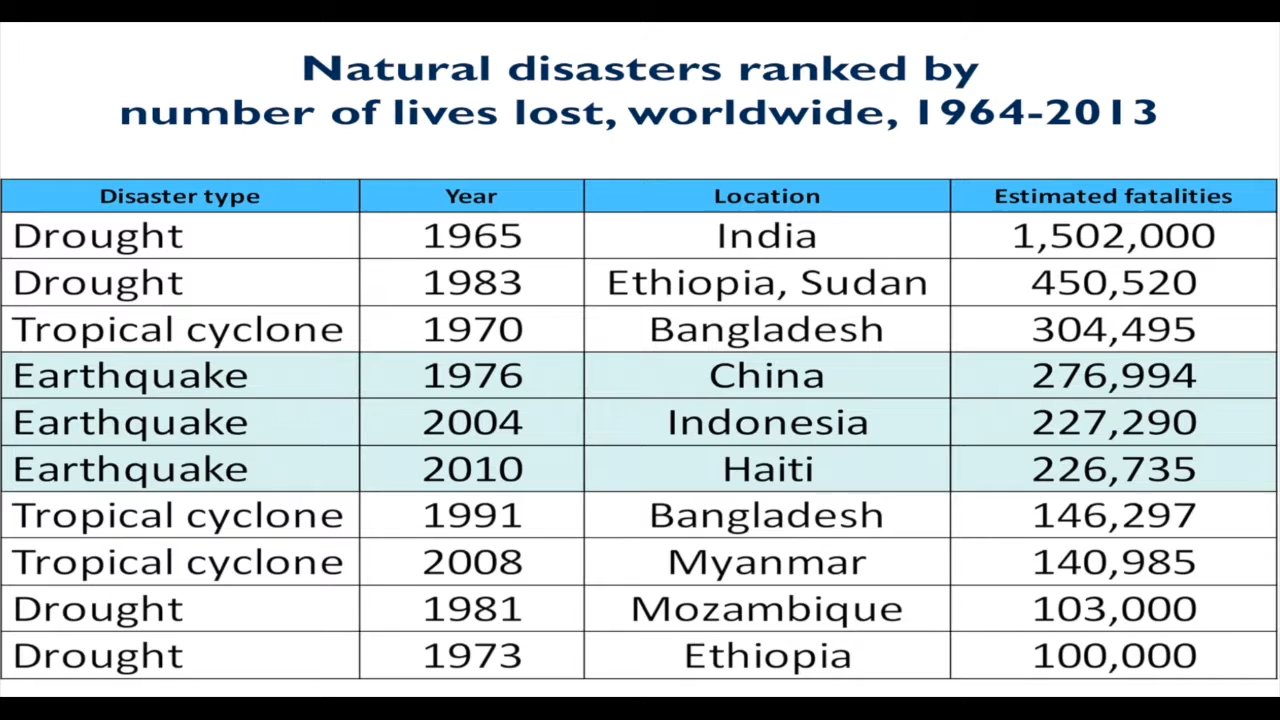 Natural disasters ranked by
number of lives lost, worldwide, 1964-2013
Disaster type Year Location Estimated fatalities
Drought 1965 India 1,502,000
Drought 1983 Ethiopia, Sudan 450,520
Tropical cyclone 1970 Bangladesh 304,495
Earthquake 1976 China 276,994
Earthquake 2004 Indonesia 227,290
Earthquake 2010 Haiti 226,735
Tropical cyclone 1991 Bangladesh 146,297
Tropical cyclone 2008 Myanmar 140,985
Drought 1981 Mozambique 103,000
Drought 1973 Ethiopia 100,000